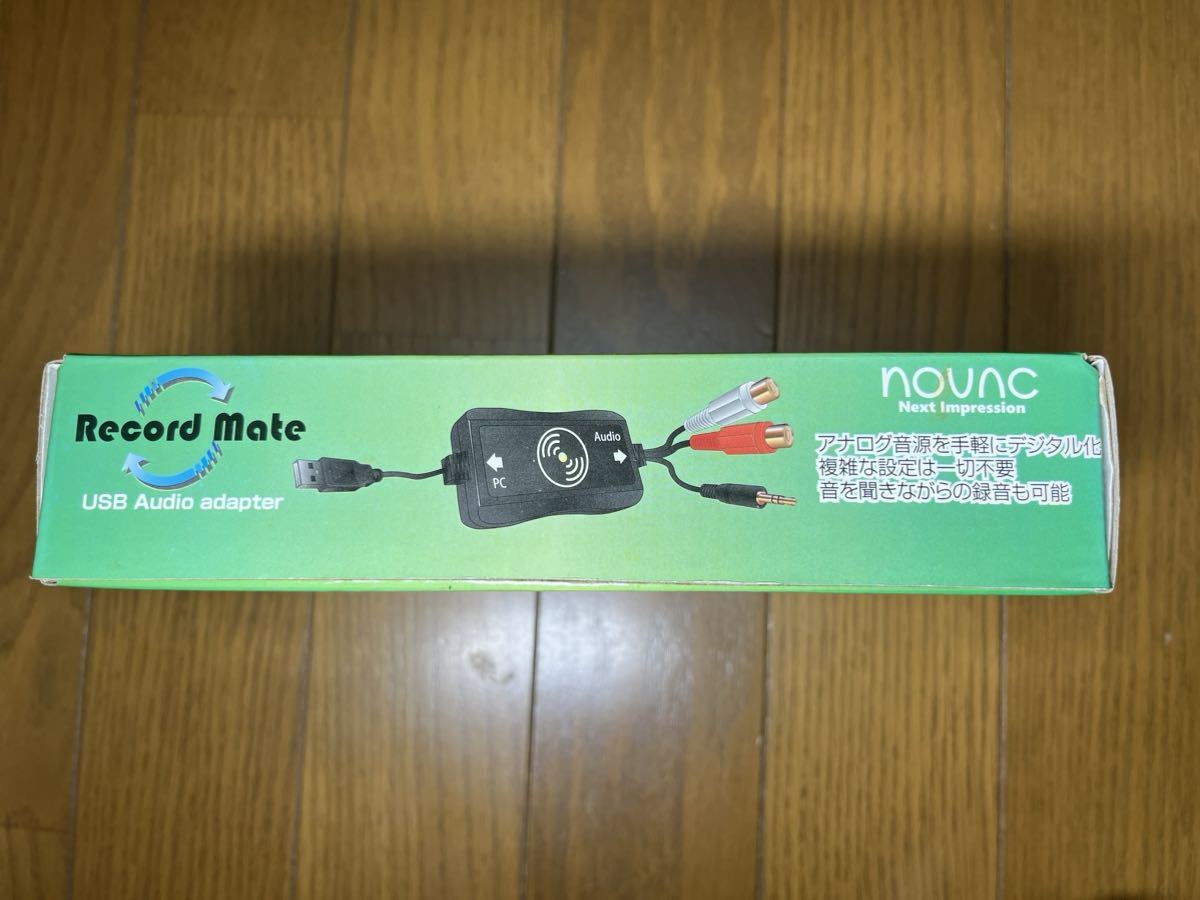 Record Mate
USB Audio adapter
PC
Audio
novac
Next Impression
アナログ音源を手軽にデジタル化
複雑な設定は一切不要
音を聞きながらの録音も可能